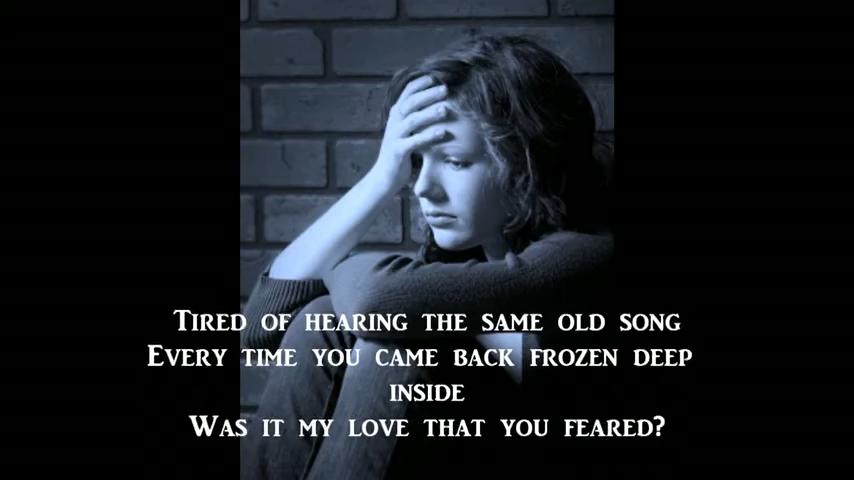 Tired of hearing the same old song
Every time you came back frozen deep
inside
Was it my love that you feared?